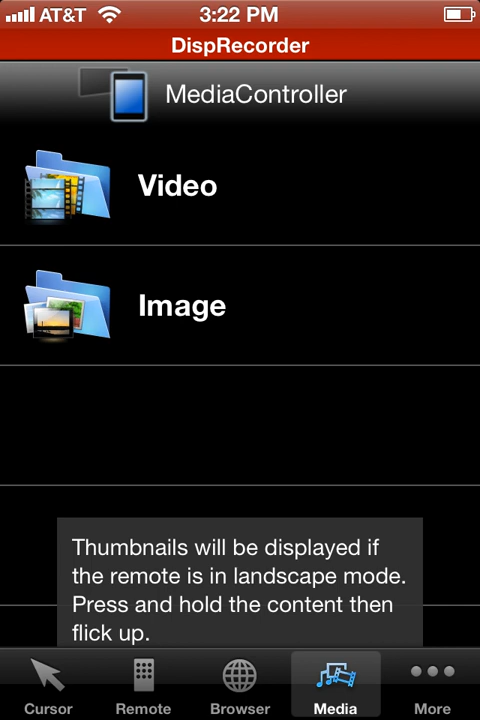 AT&T 3:22 PM
DispRecorder
MediaController
Video
Image
Thumbnails will be displayed if
the remote is in landscape mode.
Press and hold the content then
flick up.
Cursor Remote Browser Media More